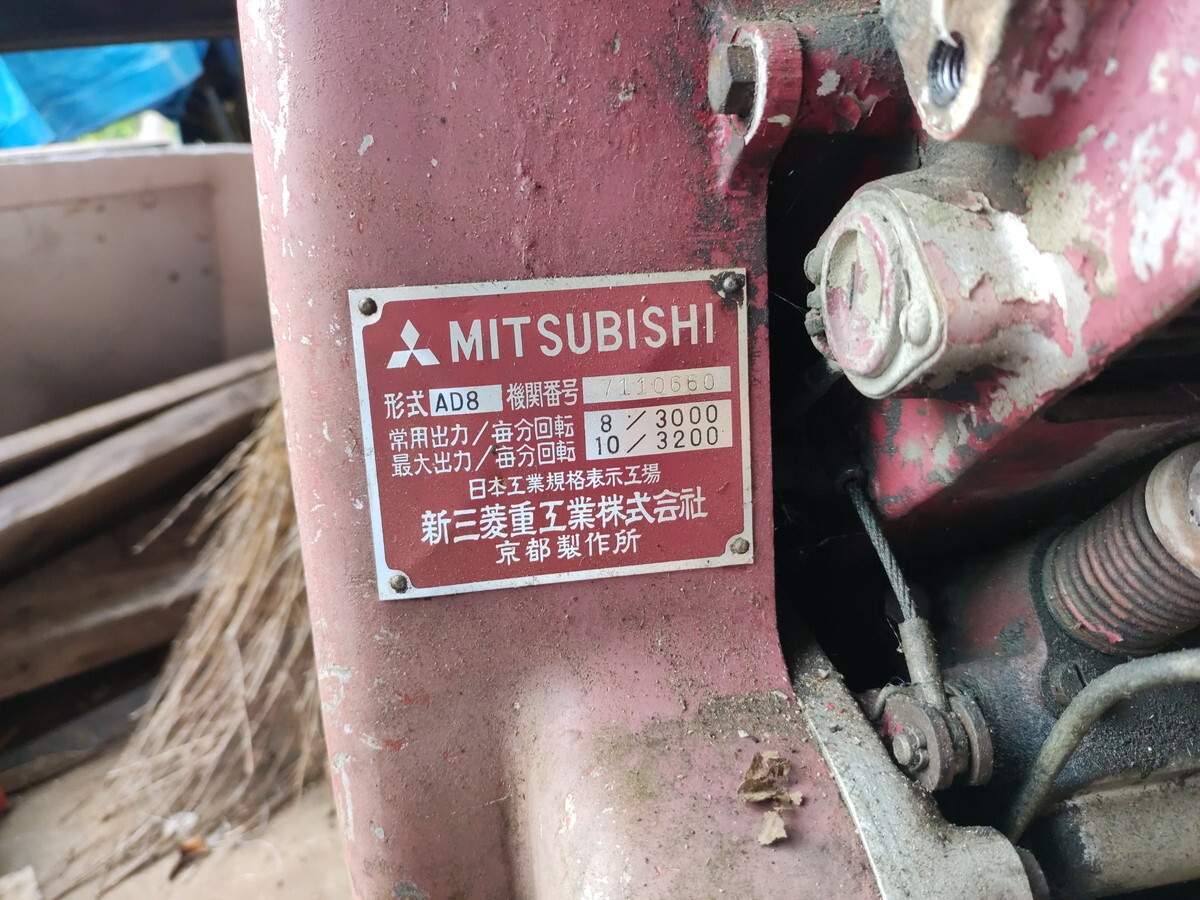 MITSUBISHI
形式 AD8 機関番号 7110660
常用出力/毎分回転 8/3000
最大出力/毎分回転 10/3200
日本工業規格表示工場
新三菱重工業株式会社
京都製作所